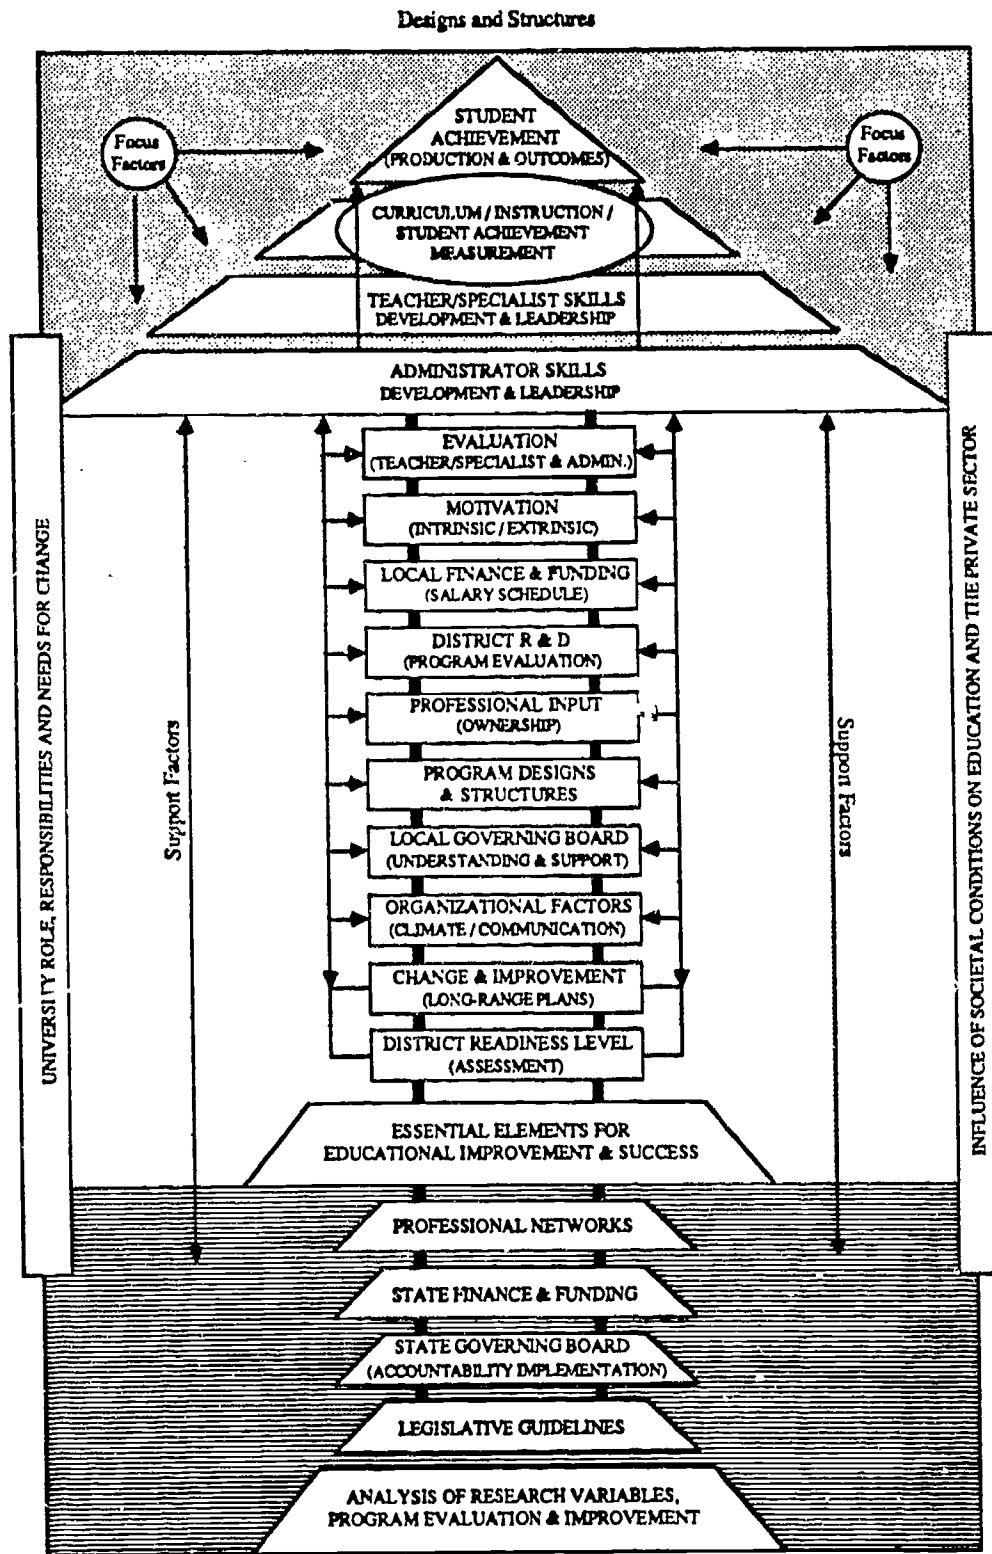 Designs and Structures
STUDENT
ACHIEVEMENT
(PRODUCTION & OUTCOMES)
Focus
Factors
Focus
Factors
CURRICULUM / INSTRUCTION /
STUDENT ACHIEVEMENT
MEASUREMENT
TEACHER/SPECIALIST SKILLS
DEVELOPMENT & LEADERSHIP
ADMINISTRATOR SKILLS
DEVELOPMENT & LEADERSHIP
EVALUATION
(TEACHER/SPECIALIST & ADMIN.)
MOTIVATION
(INTRINSIC / EXTRINSIC)
LOCAL FINANCE & FUNDING
(SALARY SCHEDULE)
DISTRICT R & D
(PROGRAM EVALUATION)
PROFESSIONAL INPUT
(OWNERSHIP)
PROGRAM DESIGNS
& STRUCTURES
LOCAL GOVERNING BOARD
(UNDERSTANDING & SUPPORT)
ORGANIZATIONAL FACTORS
(CLIMATE / COMMUNICATION)
CHANGE & IMPROVEMENT
(LONG-RANGE PLANS)
DISTRICT READINESS LEVEL
(ASSESSMENT)
UNIVERSITY ROLE, RESPONSIBILITIES AND NEEDS FOR CHANGE
Support Factors
Support Factors
INFLUENCE OF SOCIETAL CONDITIONS ON EDUCATION AND THE PRIVATE SECTOR
ESSENTIAL ELEMENTS FOR
EDUCATIONAL IMPROVEMENT & SUCCESS
PROFESSIONAL NETWORKS
STATE FINANCE & FUNDING
STATE GOVERNING BOARD
(ACCOUNTABILITY IMPLEMENTATION)
LEGISLATIVE GUIDELINES
ANALYSIS OF RESEARCH VARIABLES,
PROGRAM EVALUATION & IMPROVEMENT